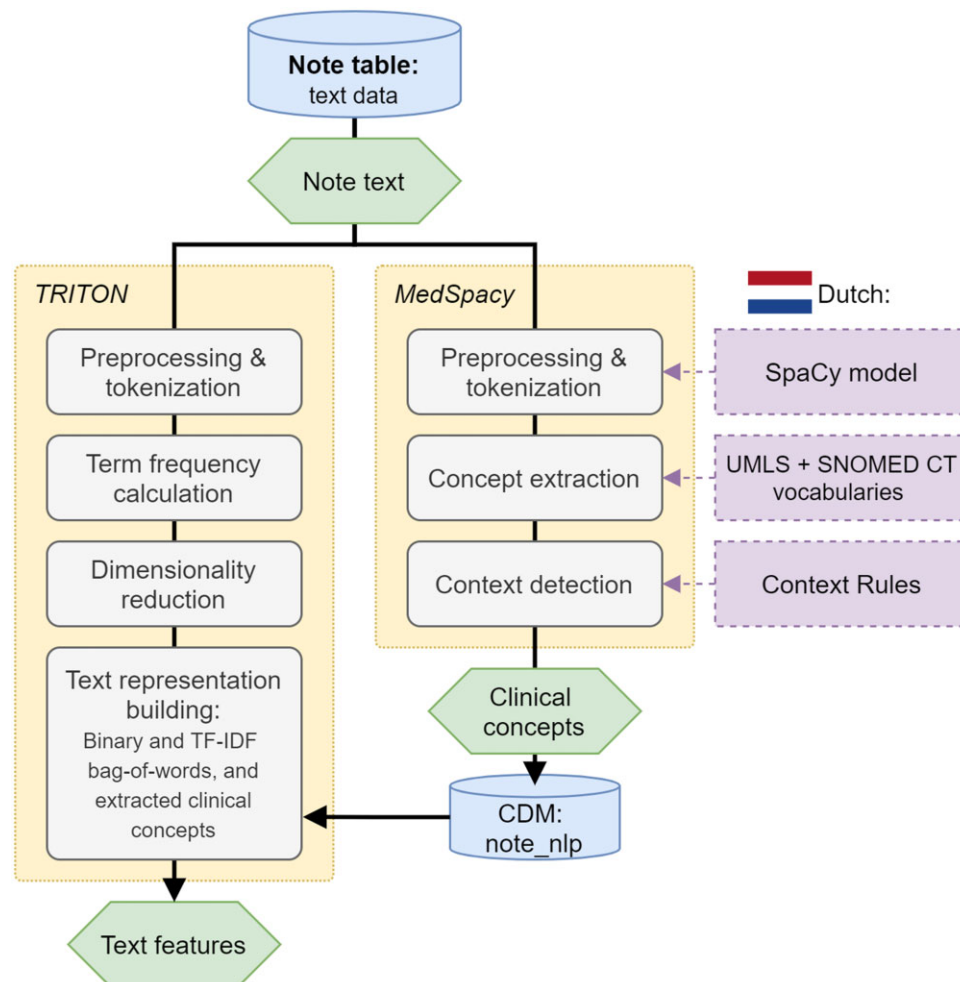 Note table:
text data
Note text
TRITON
Preprocessing &
tokenization
Term frequency
calculation
Dimensionality
reduction
Text representation
building:
Binary and TF-IDF
bag-of-words, and
extracted clinical
concepts
Text features
MedSpacy
Preprocessing &
tokenization
Concept extraction
Context detection
Clinical
concepts
CDM:
note_nlp
Dutch:
SpaCy model
UMLS + SNOMED CT
vocabularies
Context Rules